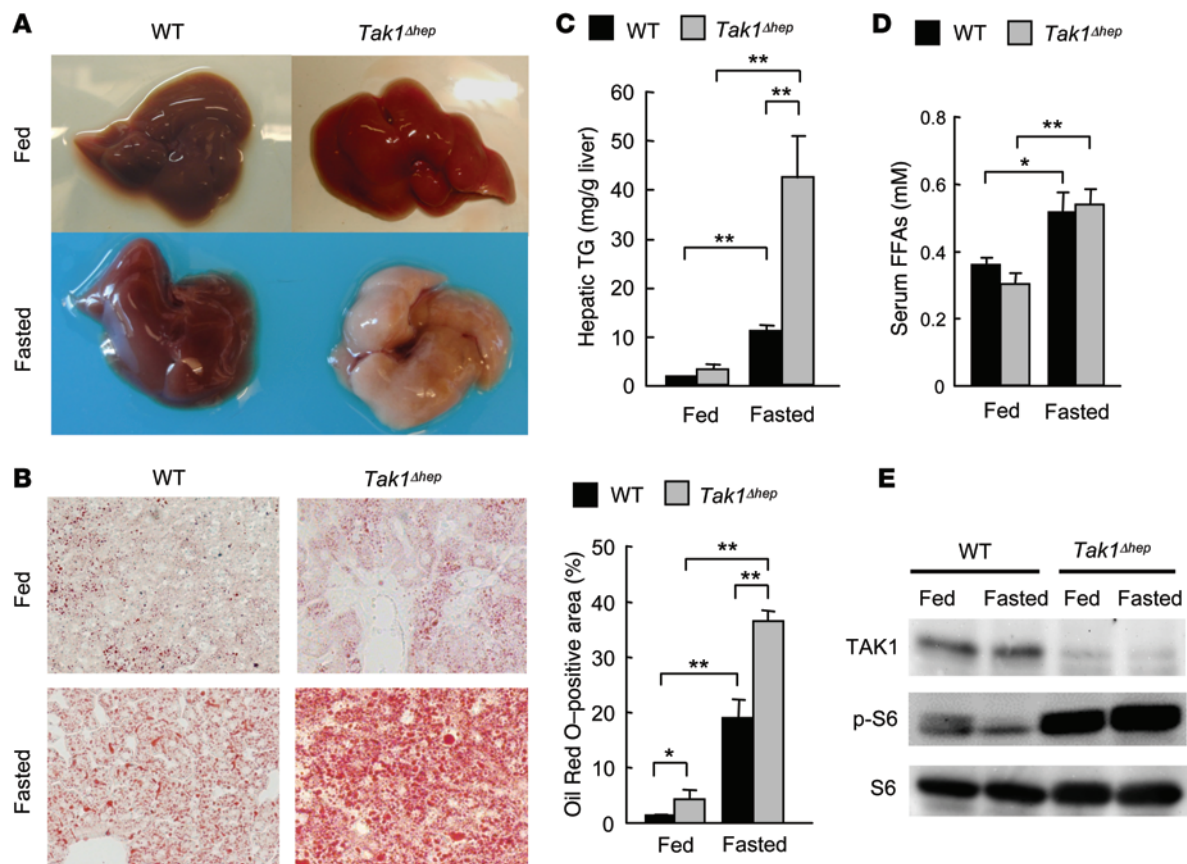 A
WT
Tak1Δhep
Fed
Fasted
B
WT
Tak1Δhep
Fed
Fasted
WT
Tak1Δhep
Oil Red O–positive area (%)
50
40
30
20
10
0
**
**
**
*
Fed
Fasted
C
WT
Tak1Δhep
Hepatic TG (mg/g liver)
60
50
40
30
20
10
0
**
**
**
Fed
Fasted
D
WT
Tak1Δhep
Serum FFAs (mM)
0.8
0.6
0.4
0.2
0
**
*
Fed
Fasted
E
WT
Tak1Δhep
Fed Fasted Fed Fasted
TAK1
p-S6
S6